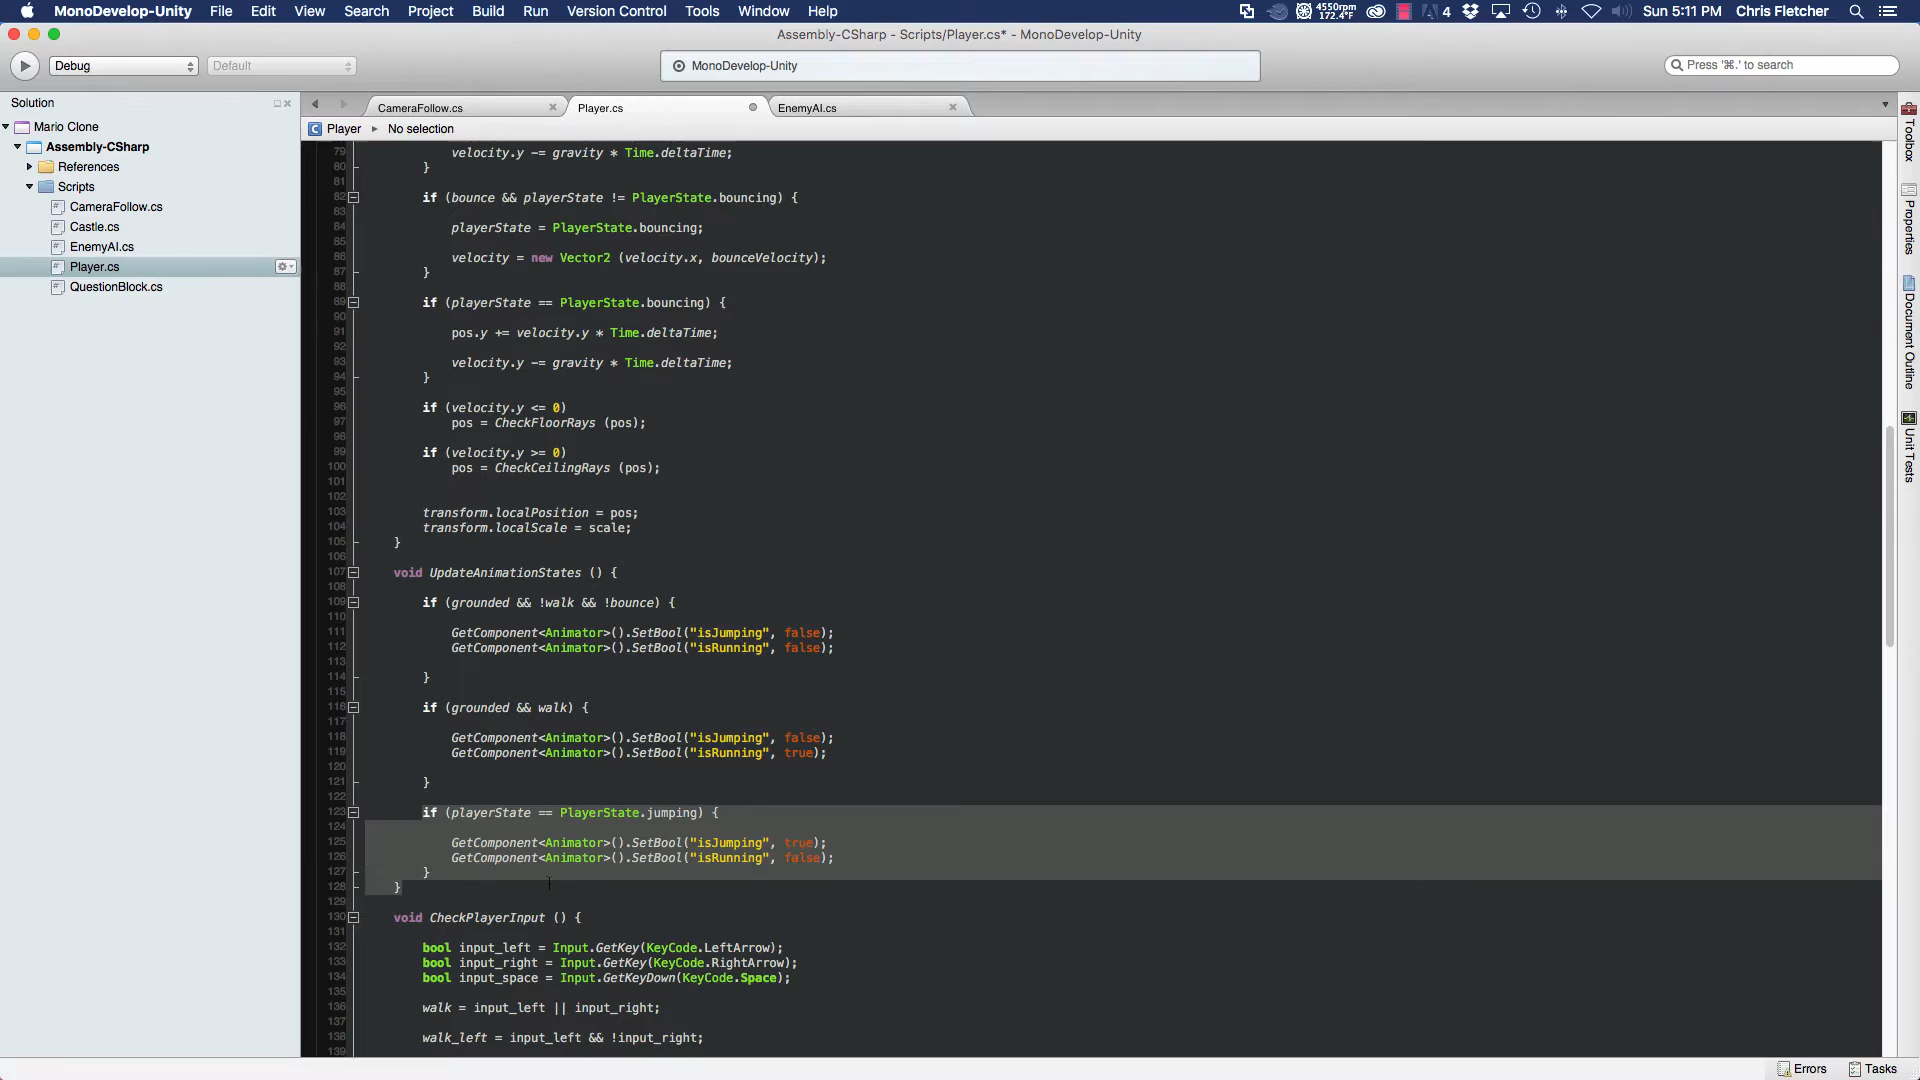 MonoDevelop-Unity File Edit View Search Project Build Run Version Control Tools Window Help 4550rpm 172.4°F 4 Sun 5:11 PM Chris Fletcher
Assembly-CSharp - Scripts/Player.cs* - MonoDevelop-Unity
Debug Default MonoDevelop-Unity Press '⌘.' to search
Solution
Mario Clone
Assembly-CSharp
References
Scripts
CameraFollow.cs
Castle.cs
EnemyAI.cs
Player.cs
QuestionBlock.cs
CameraFollow.cs Player.cs EnemyAI.cs
Player No selection
79 velocity.y -= gravity * Time.deltaTime;
80 }
81
82 if (bounce && playerState != PlayerState.bouncing) {
83
84 playerState = PlayerState.bouncing;
85
86 velocity = new Vector2 (velocity.x, bounceVelocity);
87 }
88
89 if (playerState == PlayerState.bouncing) {
90
91 pos.y += velocity.y * Time.deltaTime;
92
93 velocity.y -= gravity * Time.deltaTime;
94 }
95
96 if (velocity.y <= 0)
97 pos = CheckFloorRays (pos);
98
99 if (velocity.y >= 0)
100 pos = CheckCeilingRays (pos);
101
102
103 transform.localPosition = pos;
104 transform.localScale = scale;
105 }
106
107 void UpdateAnimationStates () {
108
109 if (grounded && !walk && !bounce) {
110
111 GetComponent<Animator>().SetBool("isJumping", false);
112 GetComponent<Animator>().SetBool("isRunning", false);
113
114 }
115
116 if (grounded && walk) {
117
118 GetComponent<Animator>().SetBool("isJumping", false);
119 GetComponent<Animator>().SetBool("isRunning", true);
120
121 }
122
123 if (playerState == PlayerState.jumping) {
124
125 GetComponent<Animator>().SetBool("isJumping", true);
126 GetComponent<Animator>().SetBool("isRunning", false);
127 }
128 }
129
130 void CheckPlayerInput () {
131
132 bool input_left = Input.GetKey(KeyCode.LeftArrow);
133 bool input_right = Input.GetKey(KeyCode.RightArrow);
134 bool input_space = Input.GetKeyDown(KeyCode.Space);
135
136 walk = input_left || input_right;
137
138 walk_left = input_left && !input_right;
139
Toolbox
Properties
Document Outline
Unit Tests
Errors Tasks